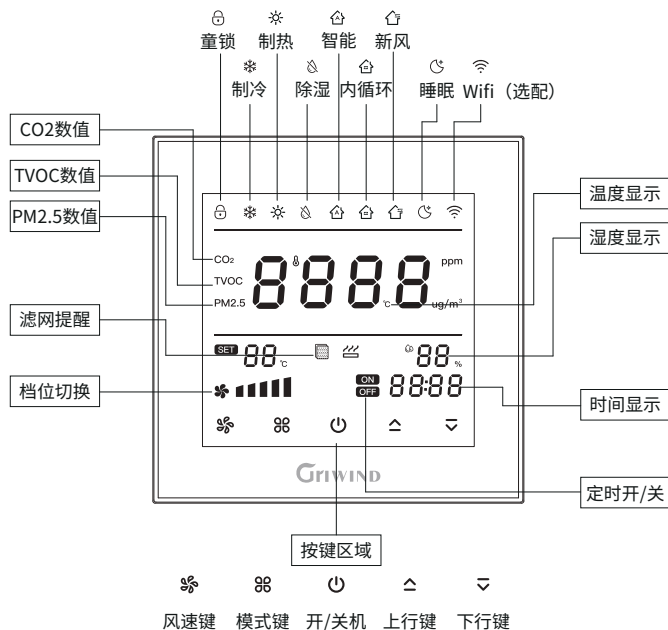 童锁 制热 智能 新风
制冷 除湿 内循环 睡眠 Wifi（选配）
CO2数值
TVOC数值
PM2.5数值
温度显示
湿度显示
CO₂ 8888 ppm
TVOC
PM2.5 ℃ ug/m³
滤网提醒
SET 88 ℃ 88 %
档位切换
ON 88:88
OFF
时间显示
GRIWIND
定时开/关
按键区域
风速键 模式键 开/关机 上行键 下行键